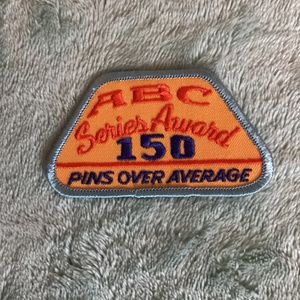 ABC
Series Award
150
PINS OVER AVERAGE